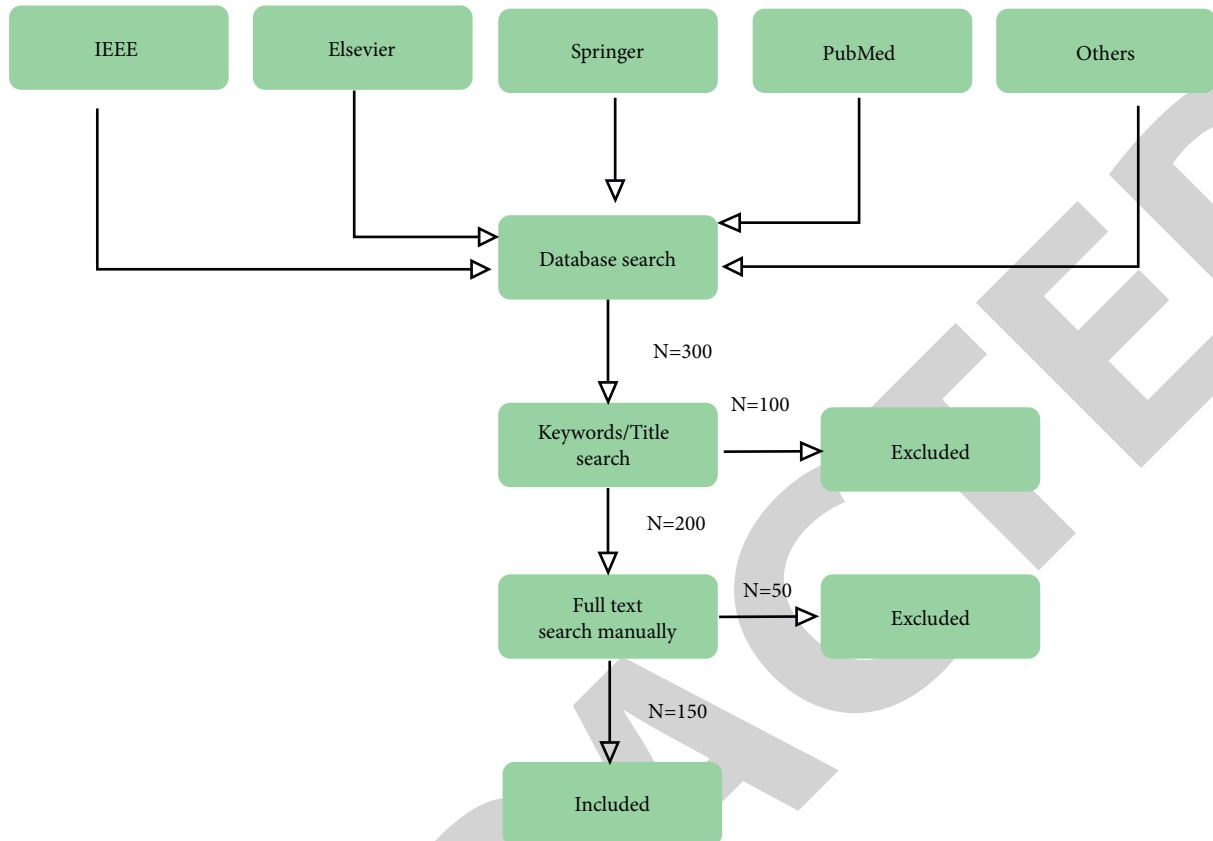 IEEE
Elsevier
Springer
PubMed
Others
Database search
N=300
N=100
Keywords/Title
search
Excluded
N=200
N=50
Full text
search manually
Excluded
N=150
Included
ACTED